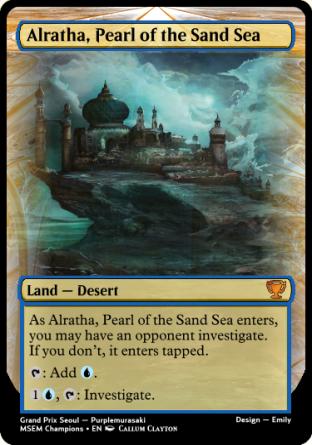 Alratha, Pearl of the Sand Sea
Land — Desert
As Alratha, Pearl of the Sand Sea enters,
you may have an opponent investigate.
If you don't, it enters tapped.
: Add .
1 , : Investigate.
Grand Prix Seoul — Purplemurasaki
Design — Emily
MSEM Champions • EN Callum Clayton